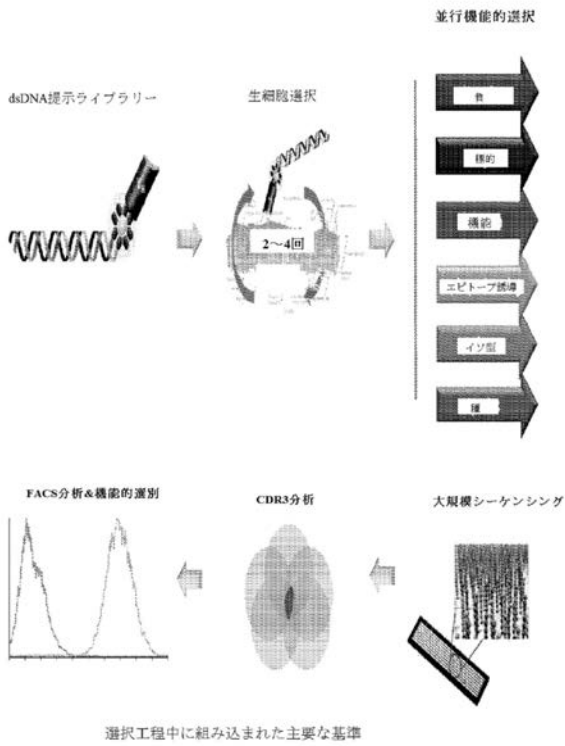 並行機能的選択
dsDNA提示ライブラリー
生細胞選択
2～4回
標的
機能
エピトープ誘導
イソ型
種
FACS分析&機能的選別
CDR3分析
大規模シーケンシング
選択工程中に組み込まれた主要な基準